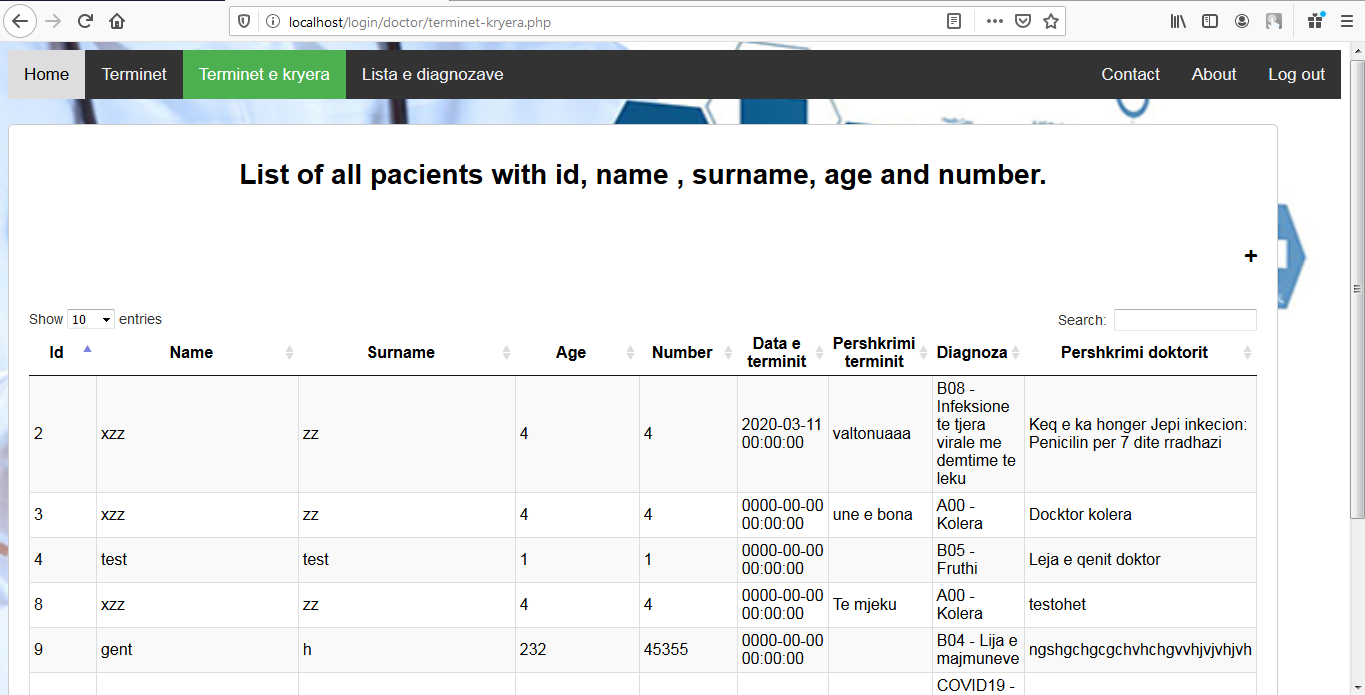 localhost/login/doctor/terminet-kryera.php
Home Terminet Terminet e kryera Lista e diagnozave Contact About Log out
List of all pacients with id, name , surname, age and number.
+
Show 10 entries Search:
Id Name Surname Age Number Data e terminit Pershkrimi terminit Diagnoza Pershkrimi doktorit
2 xzz zz 4 4 2020-03-11 00:00:00 valtonuaaa B08 - Infeksione te tjera virale me demtime te leku Keq e ka honger Jepi inkecion: Penicilin per 7 dite rradhazi
3 xzz zz 4 4 0000-00-00 00:00:00 une e bona A00 - Kolera Docktor kolera
4 test test 1 1 0000-00-00 00:00:00 B05 - Fruthi Leja e qenit doktor
8 xzz zz 4 4 0000-00-00 00:00:00 Te mjeku A00 - Kolera testohet
9 gent h 232 45355 0000-00-00 00:00:00 B04 - Lija e majmuneve ngshgchgcgchvhchgvvhjvjvhjvh
COVID19 -